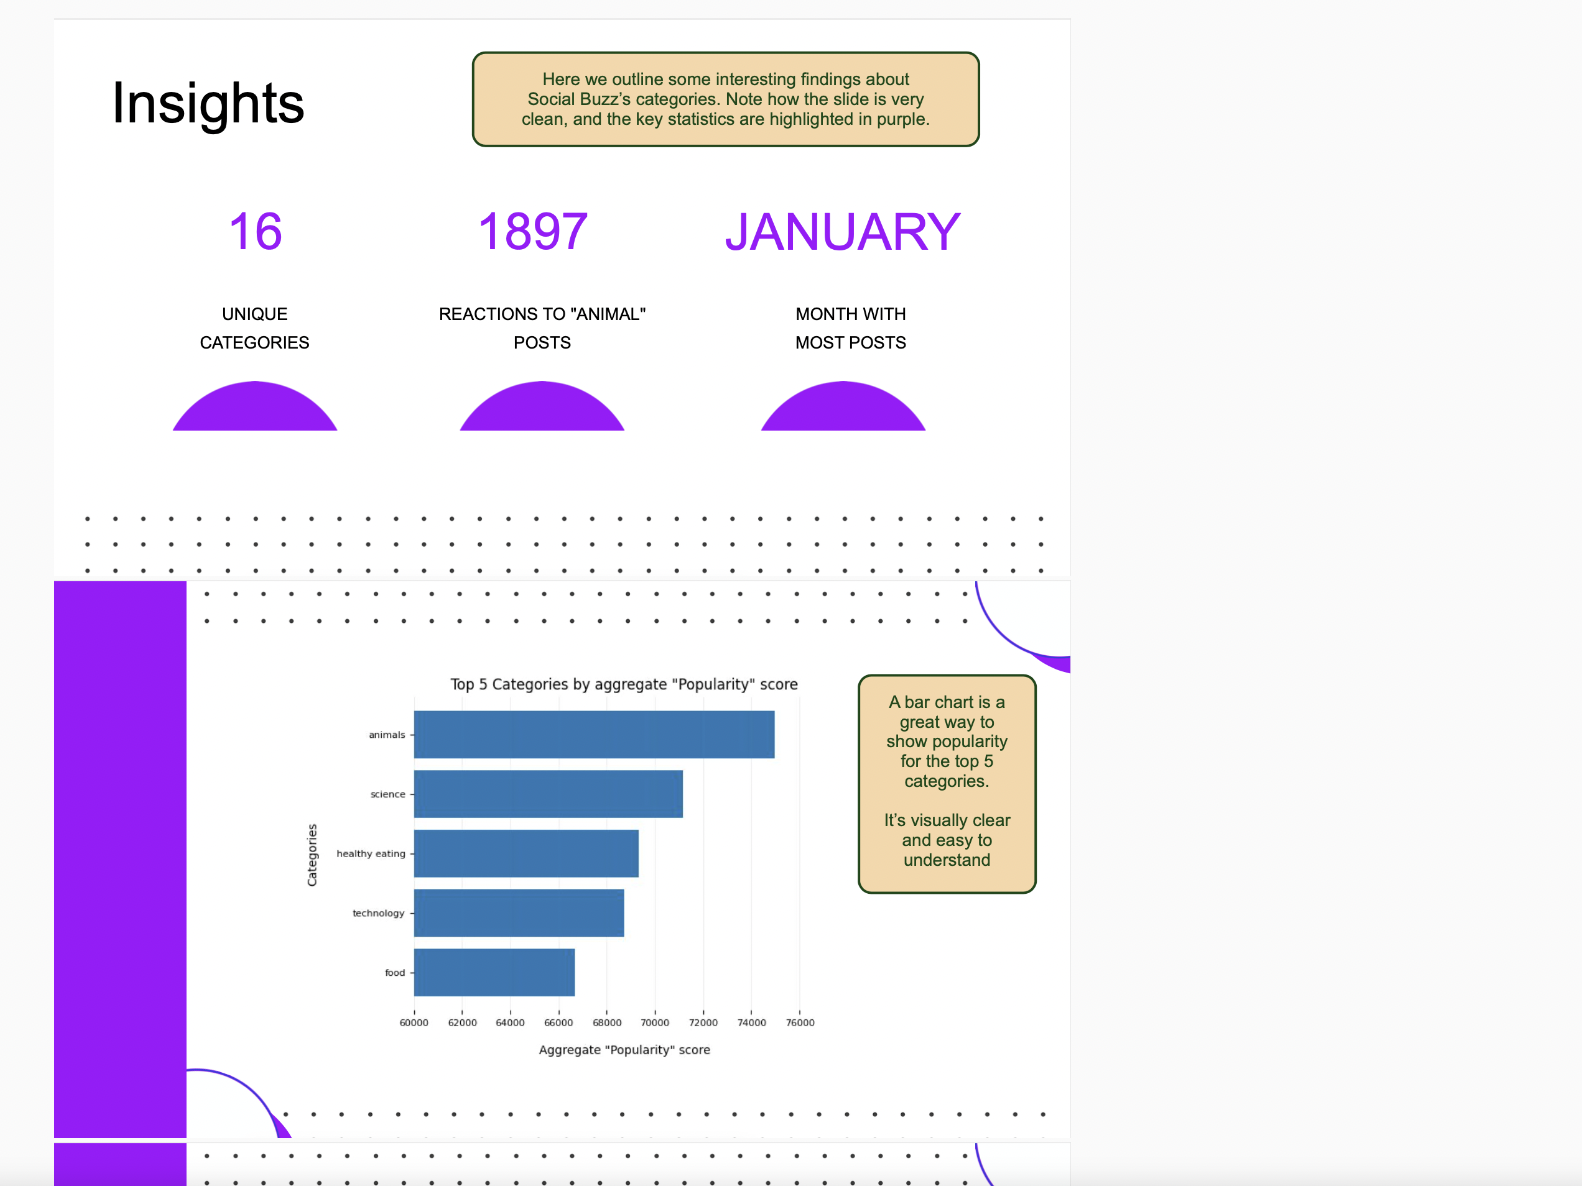 Insights
Here we outline some interesting findings about
Social Buzz’s categories. Note how the slide is very
clean, and the key statistics are highlighted in purple.
16
UNIQUE
CATEGORIES
1897
REACTIONS TO "ANIMAL"
POSTS
JANUARY
MONTH WITH
MOST POSTS
Top 5 Categories by aggregate "Popularity" score
Categories
animals
science
healthy eating
technology
food
60000 62000 64000 66000 68000 70000 72000 74000 76000
Aggregate "Popularity" score
A bar chart is a
great way to
show popularity
for the top 5
categories.
It’s visually clear
and easy to
understand